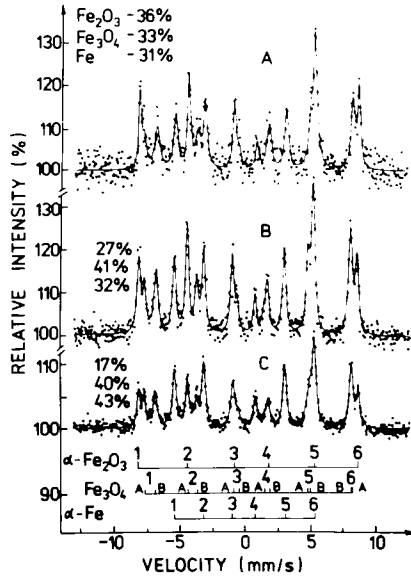 Fe₂O₃ - 36%
Fe₃O₄ - 33%
Fe - 31%
A
130
120
110
100
B
27%
41%
32%
130
120
110
100
C
17%
40%
43%
110
100
90
85
RELATIVE INTENSITY (%)
α-Fe₂O₃ 1 2 3 4 5 6
Fe₃O₄ A 1 B A 2 B A 3 B A 4 B A 5 B B 6 A
α-Fe 1 2 3 4 5 6
-10 -5 0 5 10
VELOCITY (mm/s)